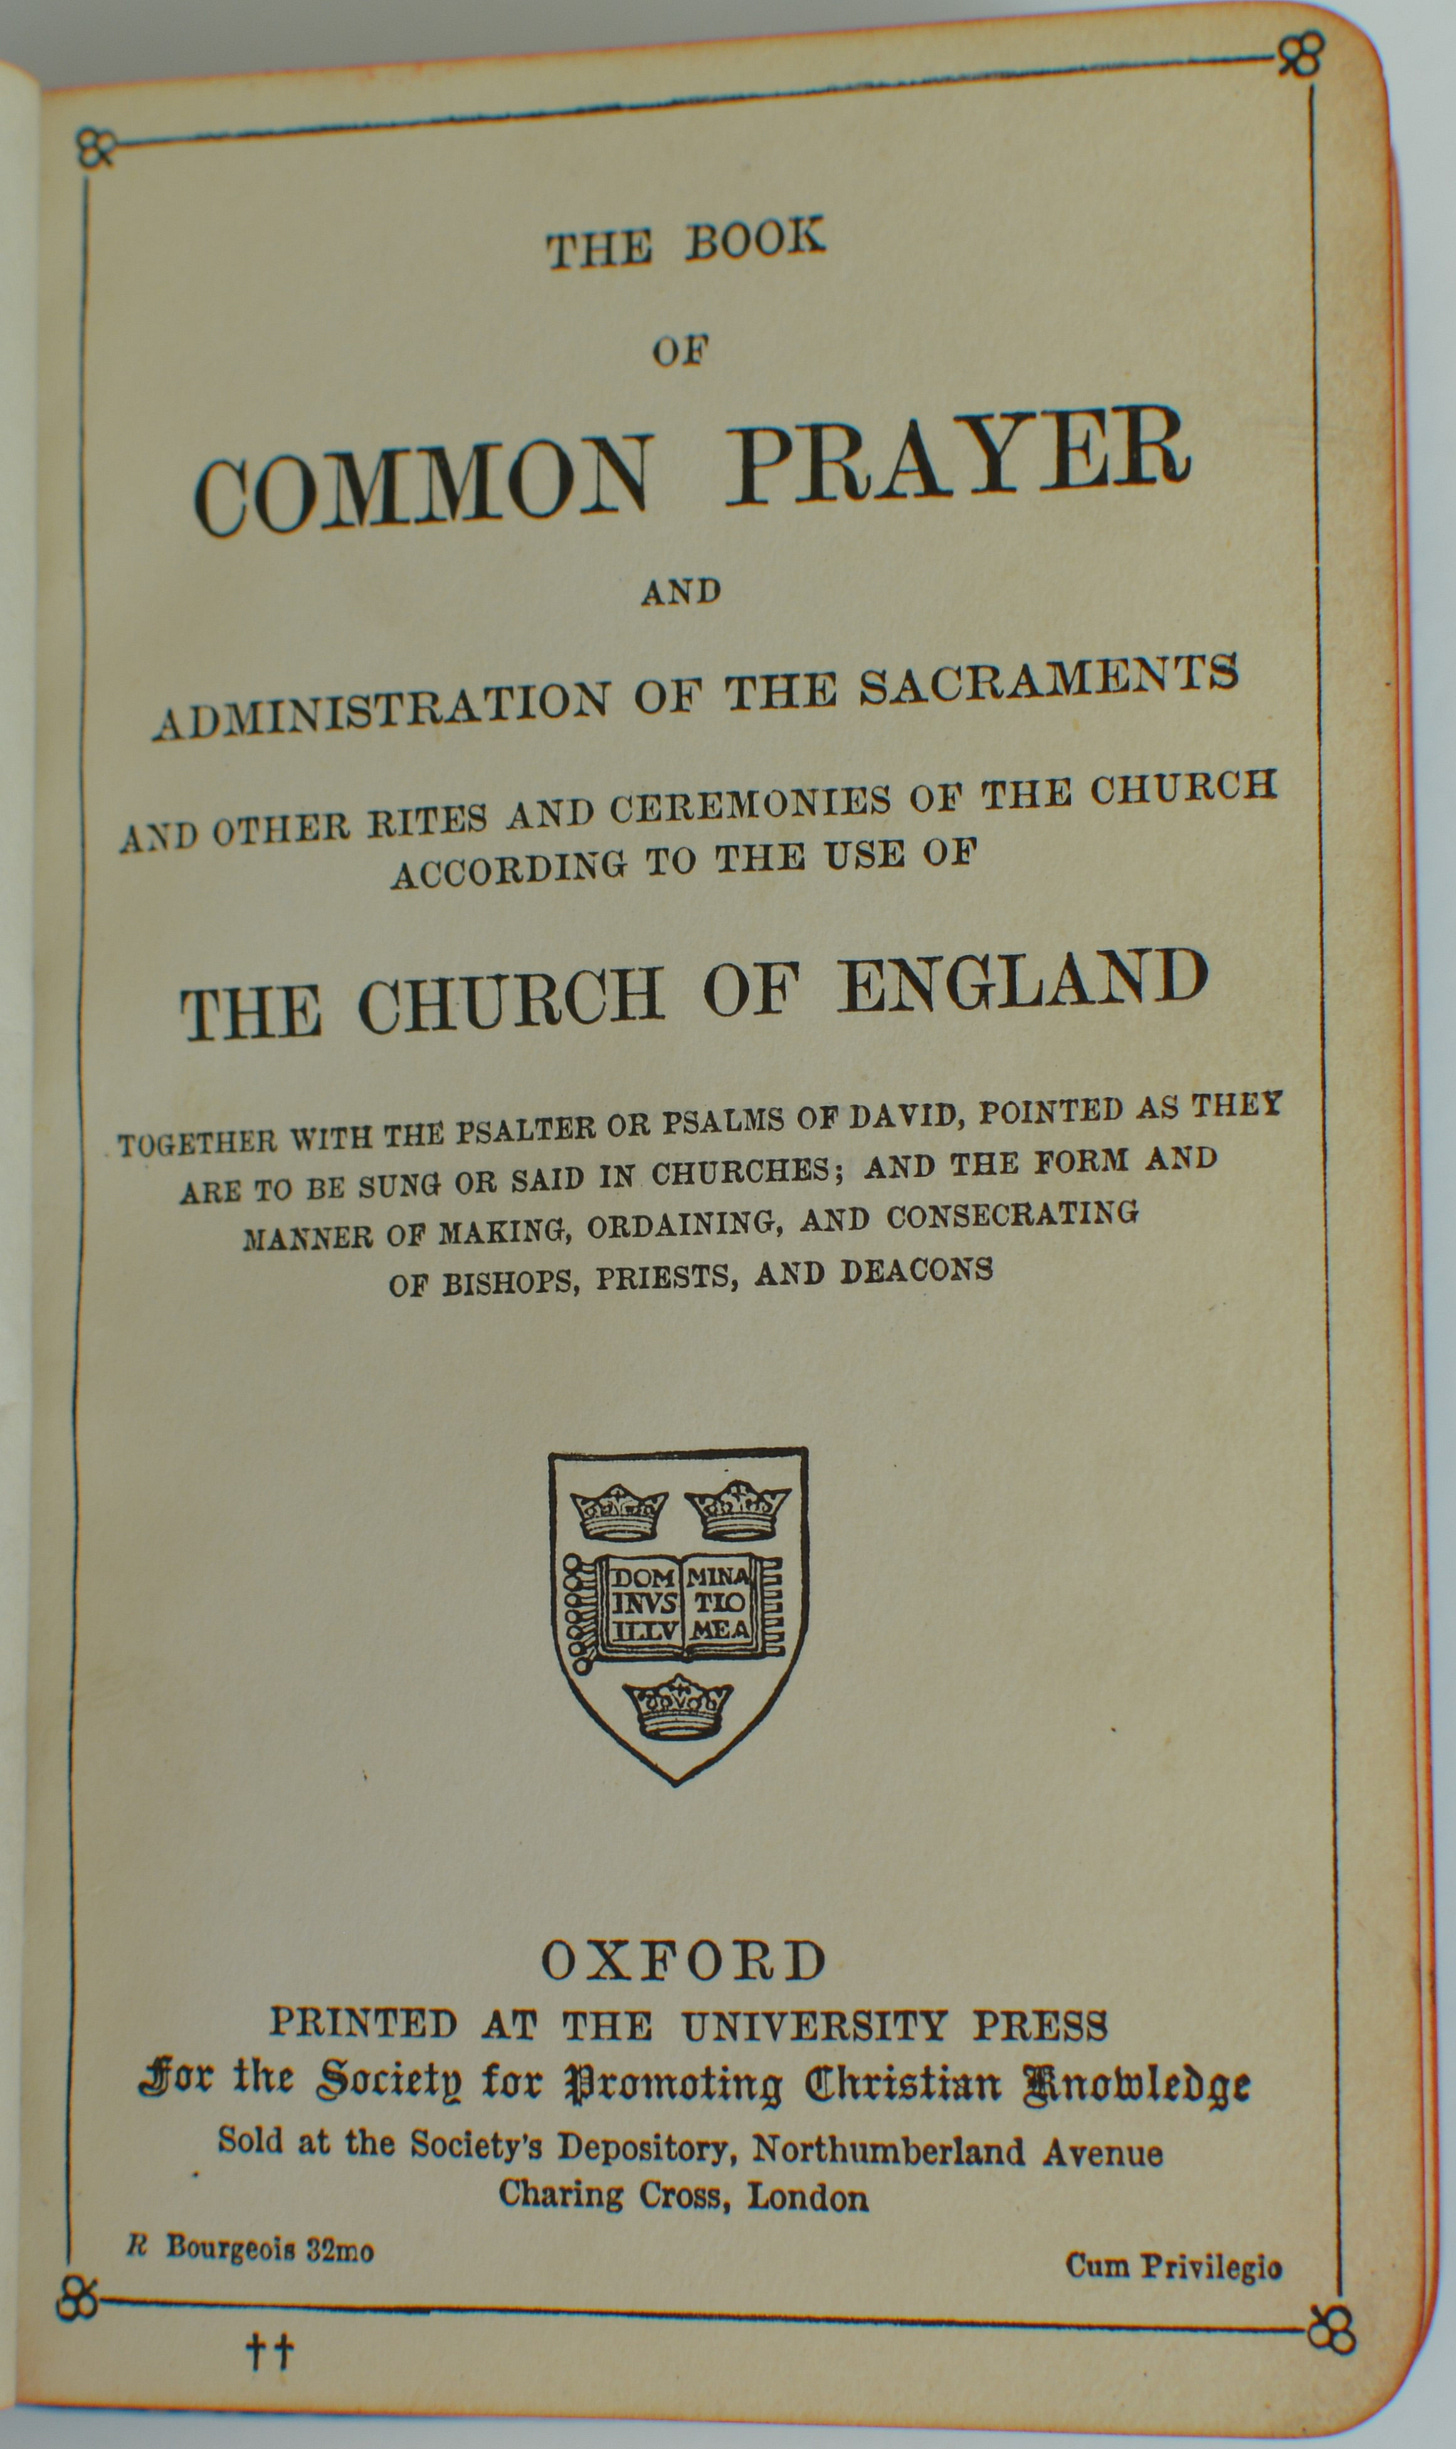 THE BOOK
OF
COMMON PRAYER
AND
ADMINISTRATION OF THE SACRAMENTS
AND OTHER RITES AND CEREMONIES OF THE CHURCH
ACCORDING TO THE USE OF
THE CHURCH OF ENGLAND
TOGETHER WITH THE PSALTER OR PSALMS OF DAVID, POINTED AS THEY
ARE TO BE SUNG OR SAID IN CHURCHES; AND THE FORM AND
MANNER OF MAKING, ORDAINING, AND CONSECRATING
OF BISHOPS, PRIESTS, AND DEACONS
DOM MINA
INVS TIO
ILLV MEA
OXFORD
PRINTED AT THE UNIVERSITY PRESS
For the Society for Promoting Christian Knowledge
Sold at the Society's Depository, Northumberland Avenue
Charing Cross, London
R Bourgeois 32mo
Cum Privilegio
††